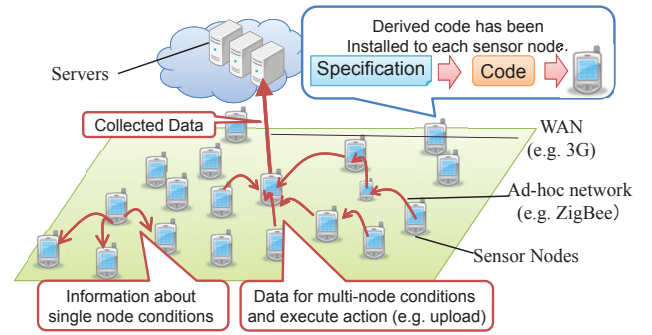 Derived code has been
Installed to each sensor node.
Specification
Code
Servers
Collected Data
WAN
(e.g. 3G)
Ad-hoc network
(e.g. ZigBee)
Sensor Nodes
Information about
single node conditions
Data for multi-node conditions
and execute action (e.g. upload)